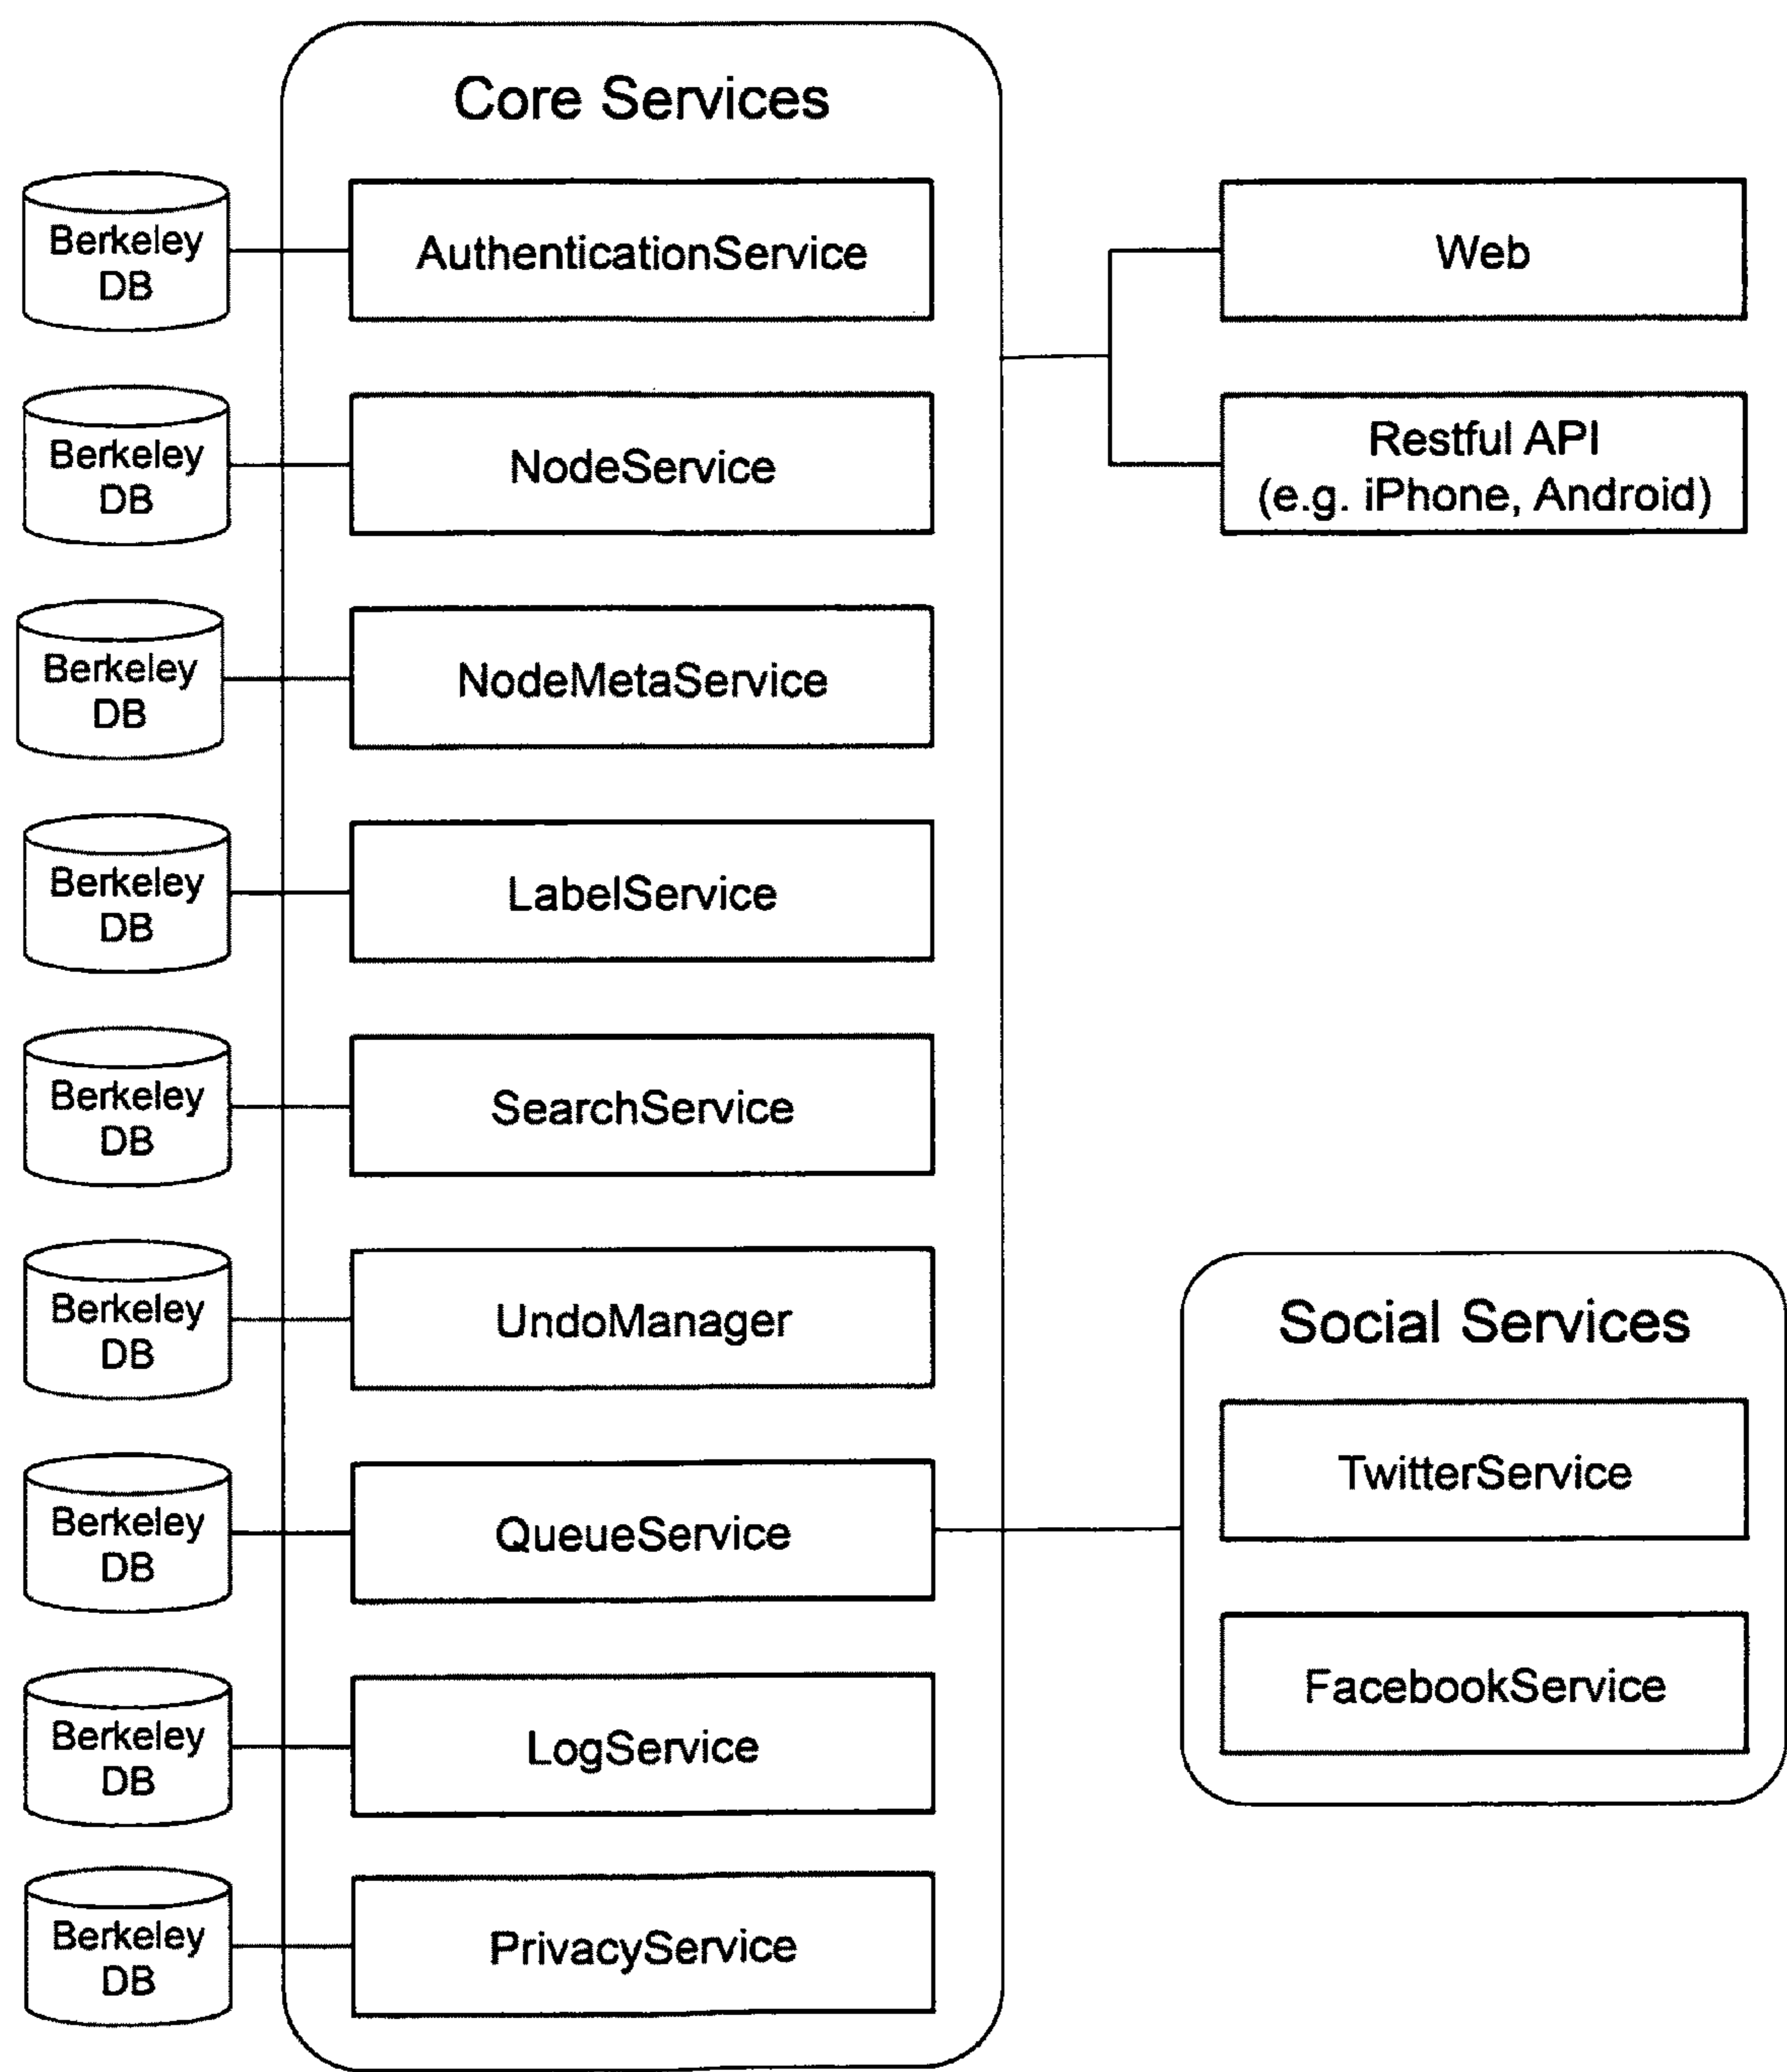 Core Services
Berkeley
DB
AuthenticationService
Berkeley
DB
NodeService
Berkeley
DB
NodeMetaService
Berkeley
DB
LabelService
Berkeley
DB
SearchService
Berkeley
DB
UndoManager
Berkeley
DB
QueueService
Berkeley
DB
LogService
Berkeley
DB
PrivacyService
Web
Restful API
(e.g. iPhone, Android)
Social Services
TwitterService
FacebookService